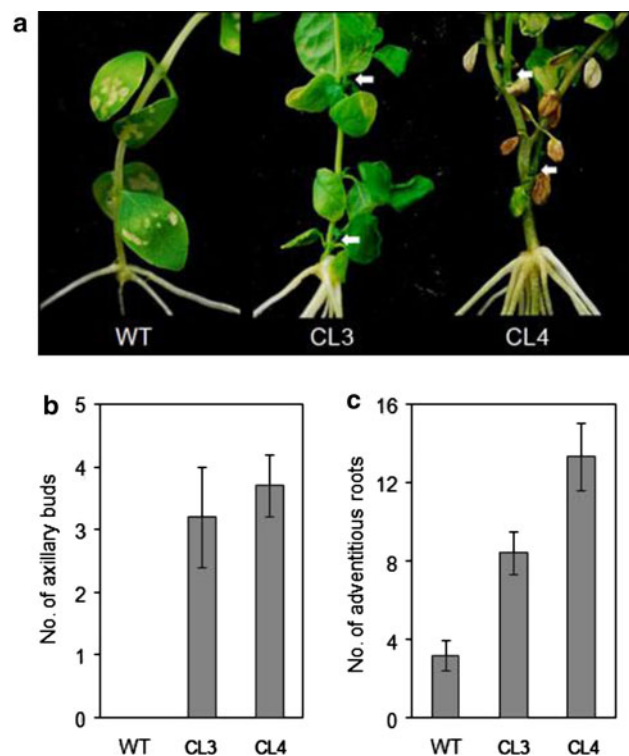 a
WT CL3 CL4
b
No. of axillary buds
5
4
3
2
1
0
WT CL3 CL4
c
No. of adventitious roots
16
12
8
4
0
WT CL3 CL4